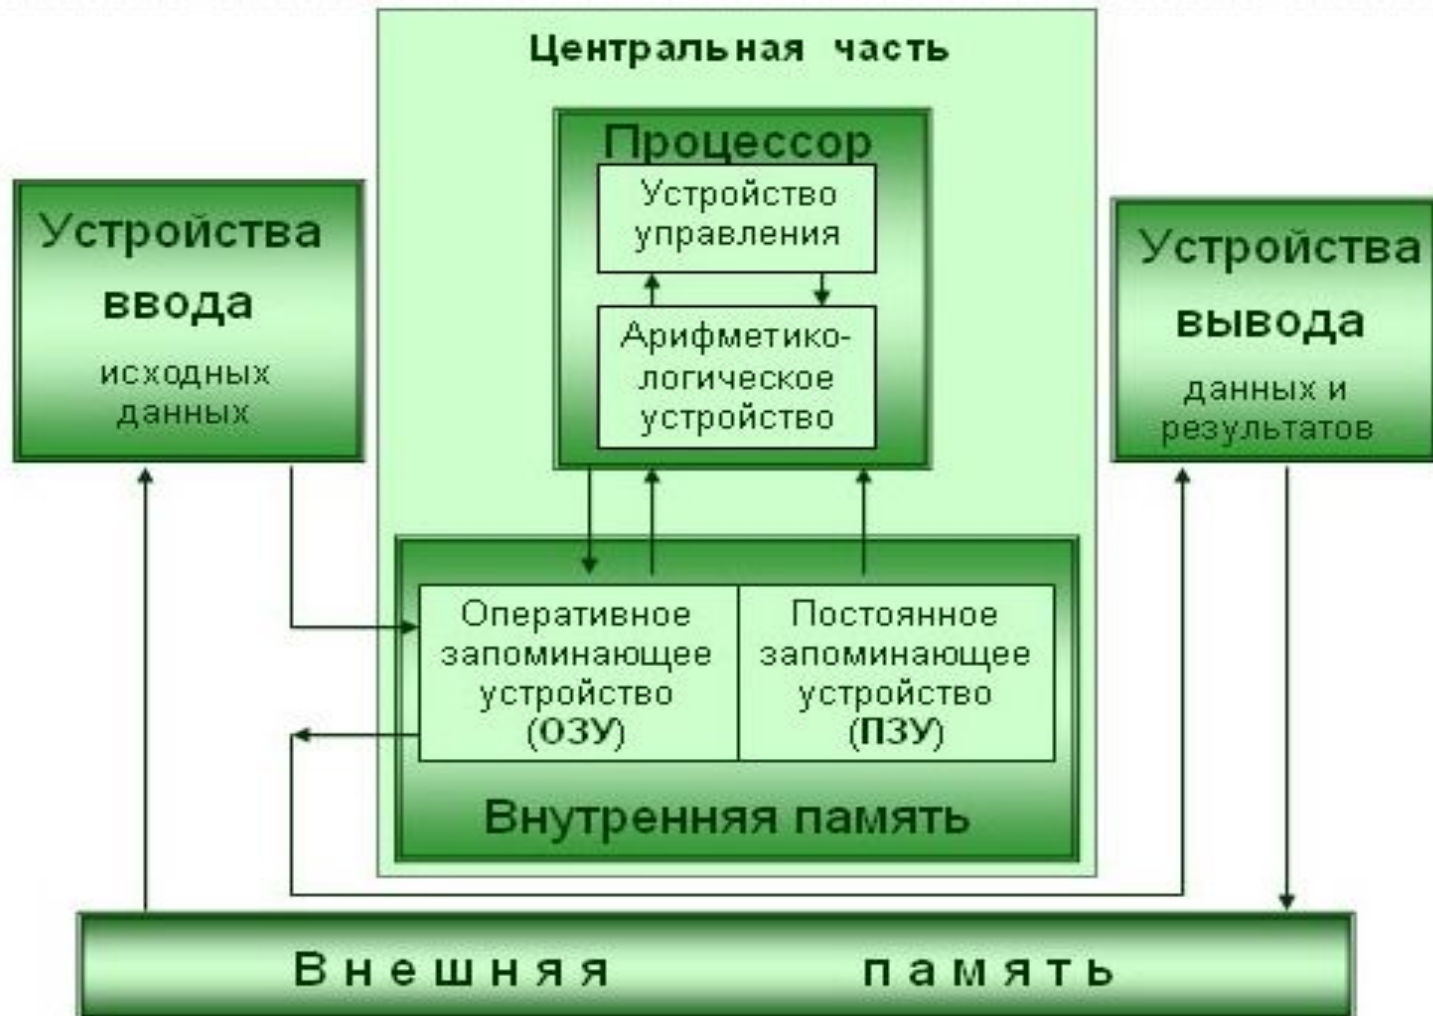 Центральная часть
Процессор
Устройство
управления
Арифметико-
логическое
устройство
Устройства
ввода
исходных
данных
Устройства
вывода
данных и
результатов
Оперативное
запоминающее
устройство
(ОЗУ)
Постоянное
запоминающее
устройство
(ПЗУ)
Внутренняя память
Внешняя память